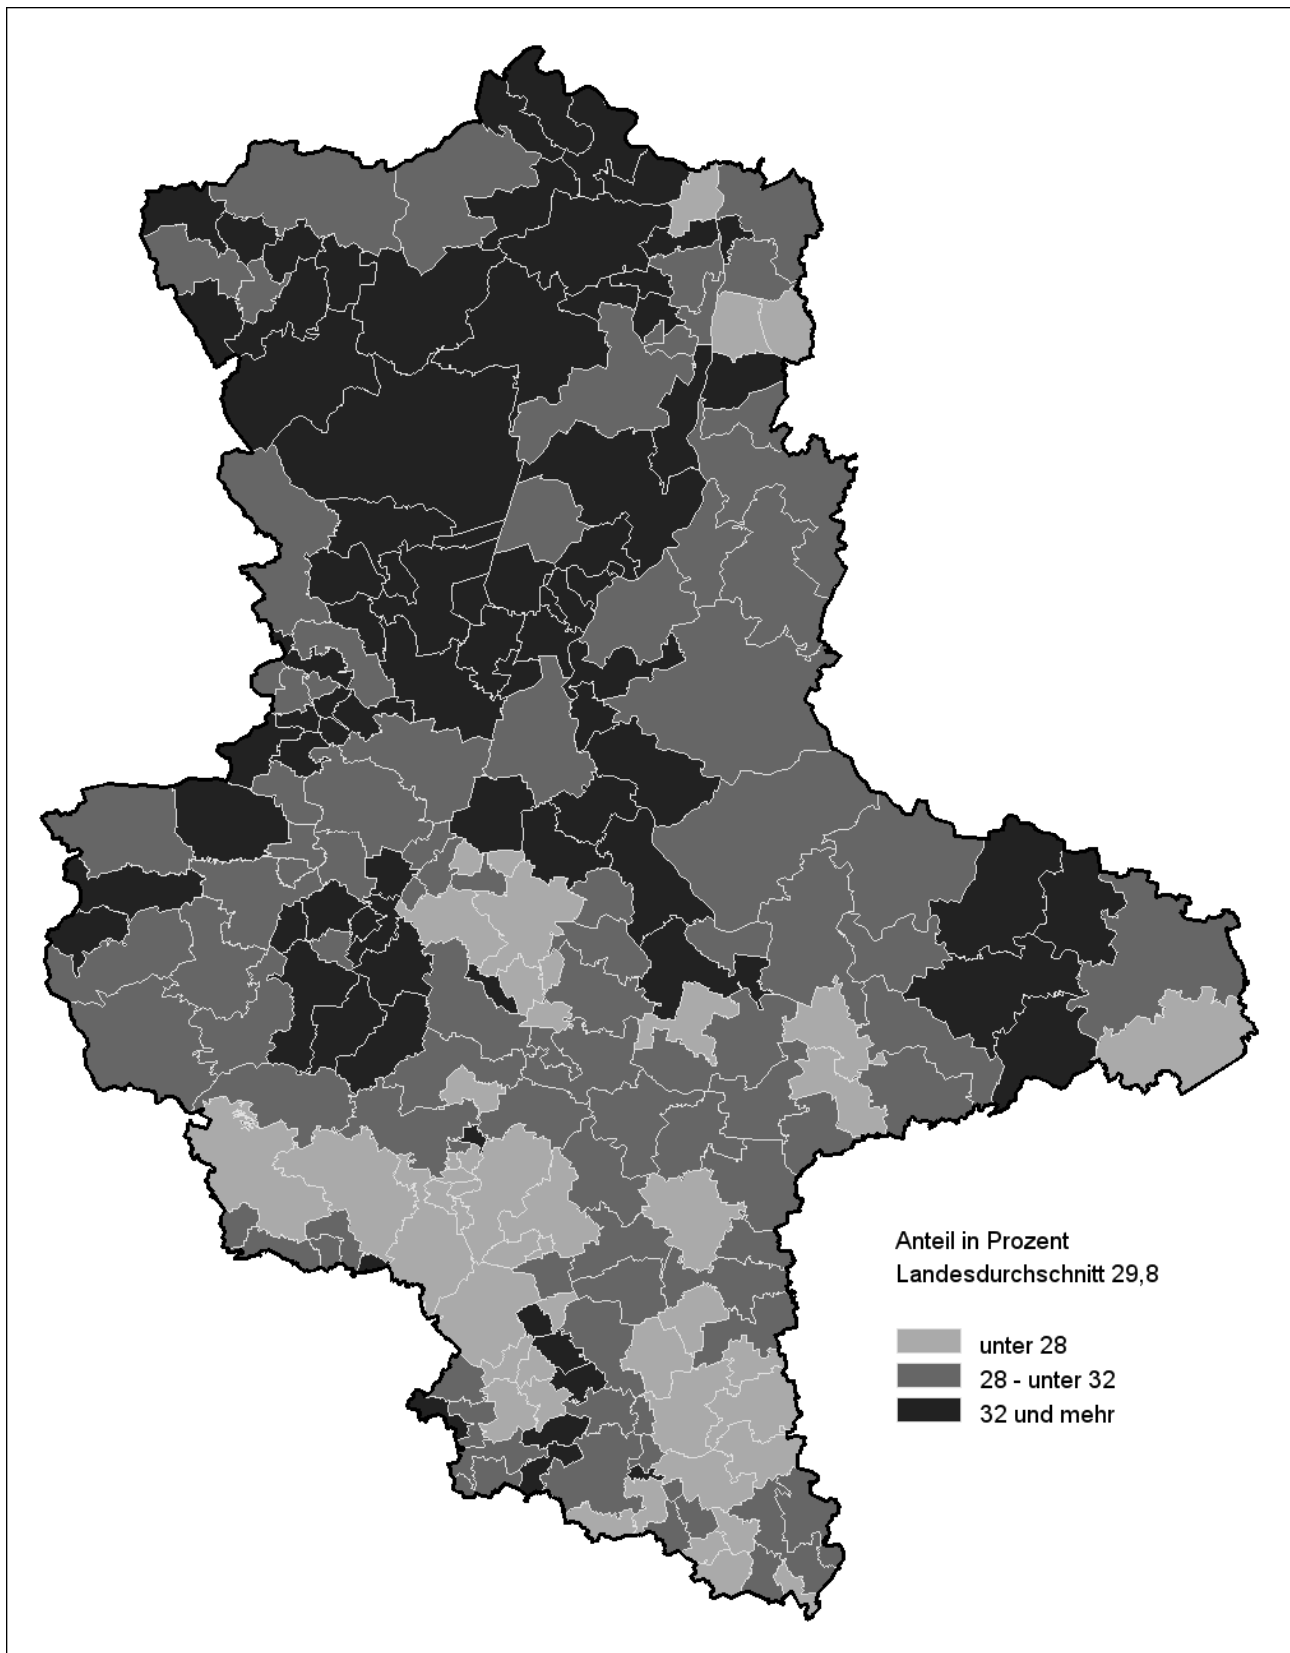 Anteil in Prozent
Landesdurchschnitt 29,8
unter 28
28 - unter 32
32 und mehr